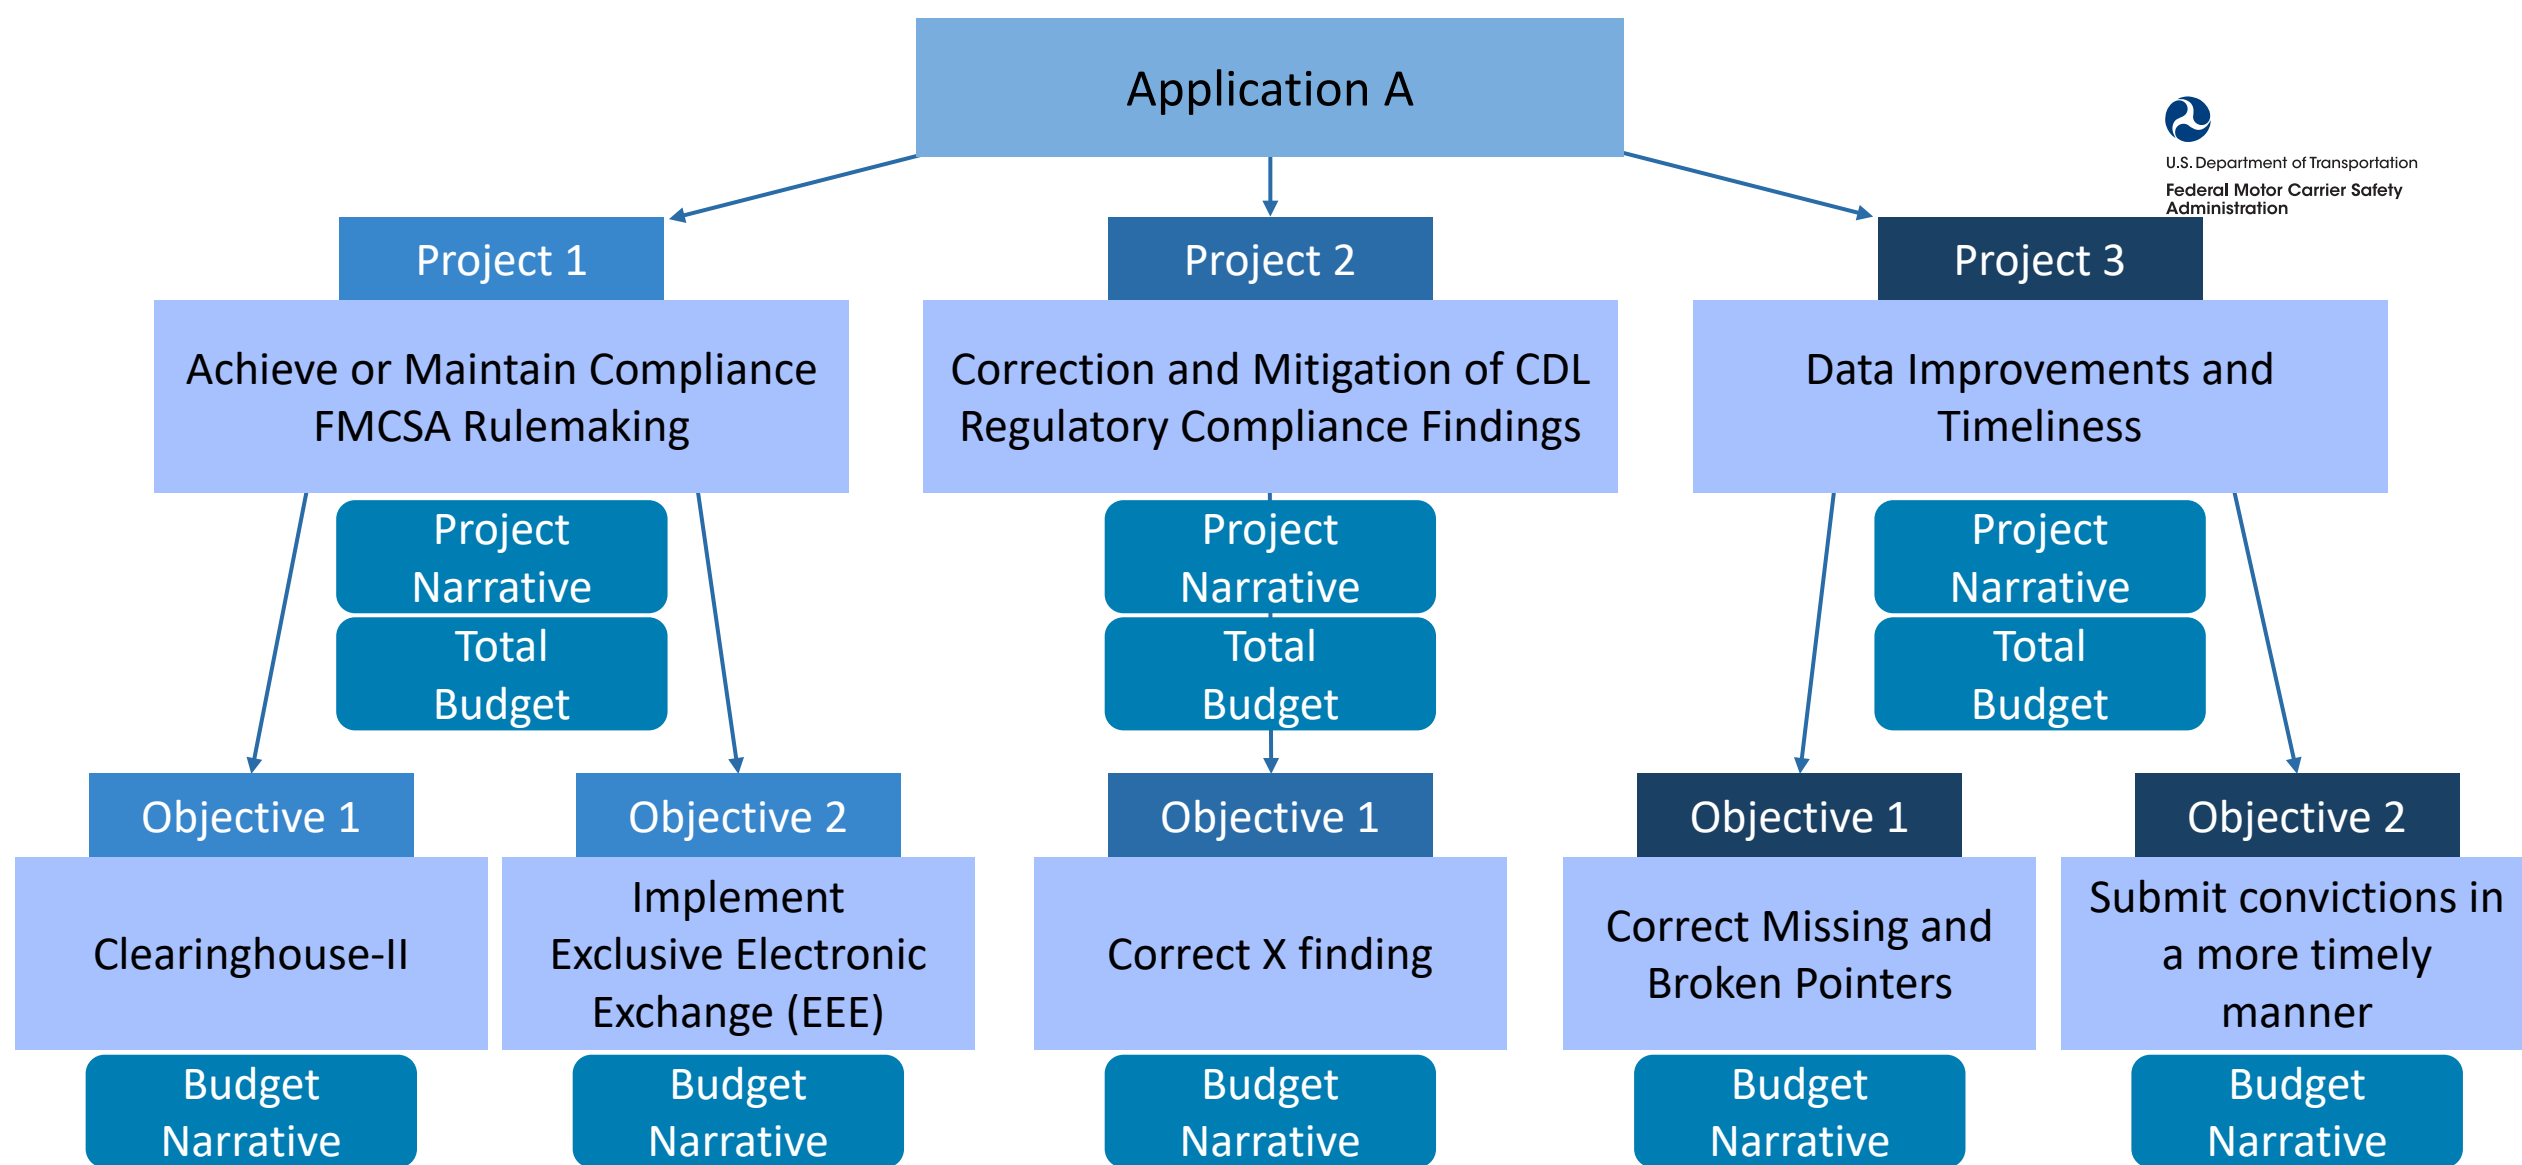 Application A
U.S. Department of Transportation
Federal Motor Carrier Safety
Administration
Project 1
Achieve or Maintain Compliance
FMCSA Rulemaking
Project
Narrative
Total
Budget
Project 2
Correction and Mitigation of CDL
Regulatory Compliance Findings
Project
Narrative
Total
Budget
Project 3
Data Improvements and
Timeliness
Project
Narrative
Total
Budget
Objective 1
Clearinghouse-II
Budget
Narrative
Objective 2
Implement
Exclusive Electronic
Exchange (EEE)
Budget
Narrative
Objective 1
Correct X finding
Budget
Narrative
Objective 1
Correct Missing and
Broken Pointers
Budget
Narrative
Objective 2
Submit convictions in
a more timely
manner
Budget
Narrative